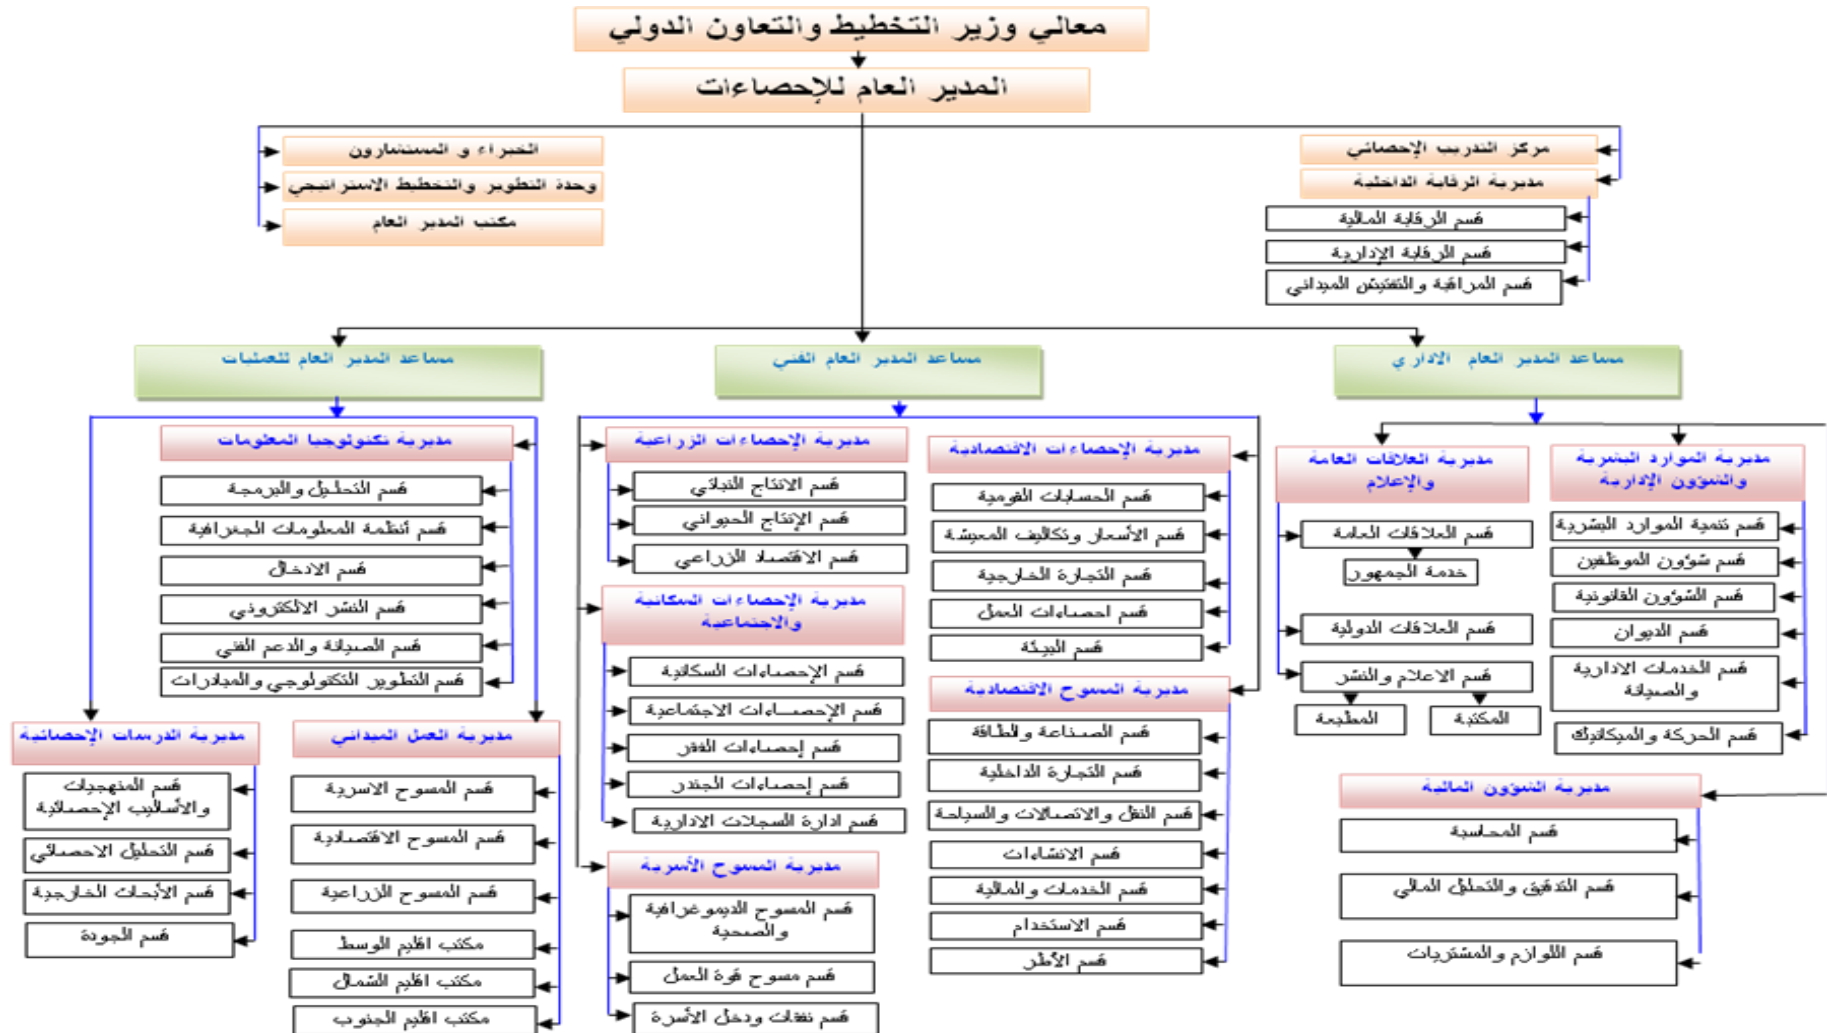 معالي وزير التخطيط والتعاون الدولي
المدير العام للإحصاءات
مركز التدريب الإحصائي
مديرية الرقابة الداخلية
قسم الرقابة المالية
قسم الرقابة الإدارية
قسم المراقبة والتفتيش الميداني
الخبراء و المستشارون
وحدة التطوير والتخطيط الاستراتيجي
مكتب المدير العام
مساعد المدير العام الاداري
مديرية الموارد البشرية
والشؤون الإدارية
قسم تنمية الموارد البشرية
قسم شؤون الموظفين
قسم الشؤون القانونية
قسم الديوان
قسم الخدمات الادارية
والصيانة
قسم الحركة والميكانيك
مديرية العلاقات العامة
والإعلام
قسم العلاقات العامة
خدمة الجمهور
قسم العلاقات الدولية
قسم الاعلام والنشر
المكتبة
المطبعة
مديرية الشؤون المالية
قسم المحاسبة
قسم التدقيق والتحليل المالي
قسم اللوازم والمشتريات
مساعد المدير العام الفني
مديرية الإحصاءات الاقتصادية
قسم الحسابات القومية
قسم الأسعار وتكاليف المعيشة
قسم التجارة الخارجية
قسم احصاءات العمل
قسم البيئة
مديرية المسوح الاقتصادية
قسم الصناعة والطاقة
قسم التجارة الداخلية
قسم النقل والاتصالات والسياحة
قسم الانشاءات
قسم الخدمات والمالية
قسم الاستخدام
قسم الأطر
مديرية الإحصاءات الزراعية
قسم الانتاج النباتي
قسم الإنتاج الحيواني
قسم الاقتصاد الزراعي
مديرية الإحصاءات السكانية
والاجتماعية
قسم الإحصاءات السكانية
قسم الإحصاءات الاجتماعية
قسم إحصاءات الفقر
قسم إحصاءات الجندر
قسم ادارة السجلات الادارية
مديرية المسوح الأسرية
قسم المسوح الديموغرافية
والصحية
قسم مسوح قوة العمل
قسم نفقات ودخل الأسرة
مساعد المدير العام للعمليات
مديرية تكنولوجيا المعلومات
قسم التحليل والبرمجة
قسم أنظمة المعلومات الجغرافية
قسم الادخال
قسم النشر الالكتروني
قسم الصيانة والدعم الفني
قسم التطوير التكنولوجي والمبادرات
مديرية العمل الميداني
قسم المسوح الاسرية
قسم المسوح الاقتصادية
قسم المسوح الزراعية
مكتب اقليم الوسط
مكتب اقليم الشمال
مكتب اقليم الجنوب
مديرية الدرسات الإحصائية
قسم المنهجيات
والأساليب الإحصائية
قسم التحليل الاحصائي
قسم الأبحاث الخارجية
قسم الجودة